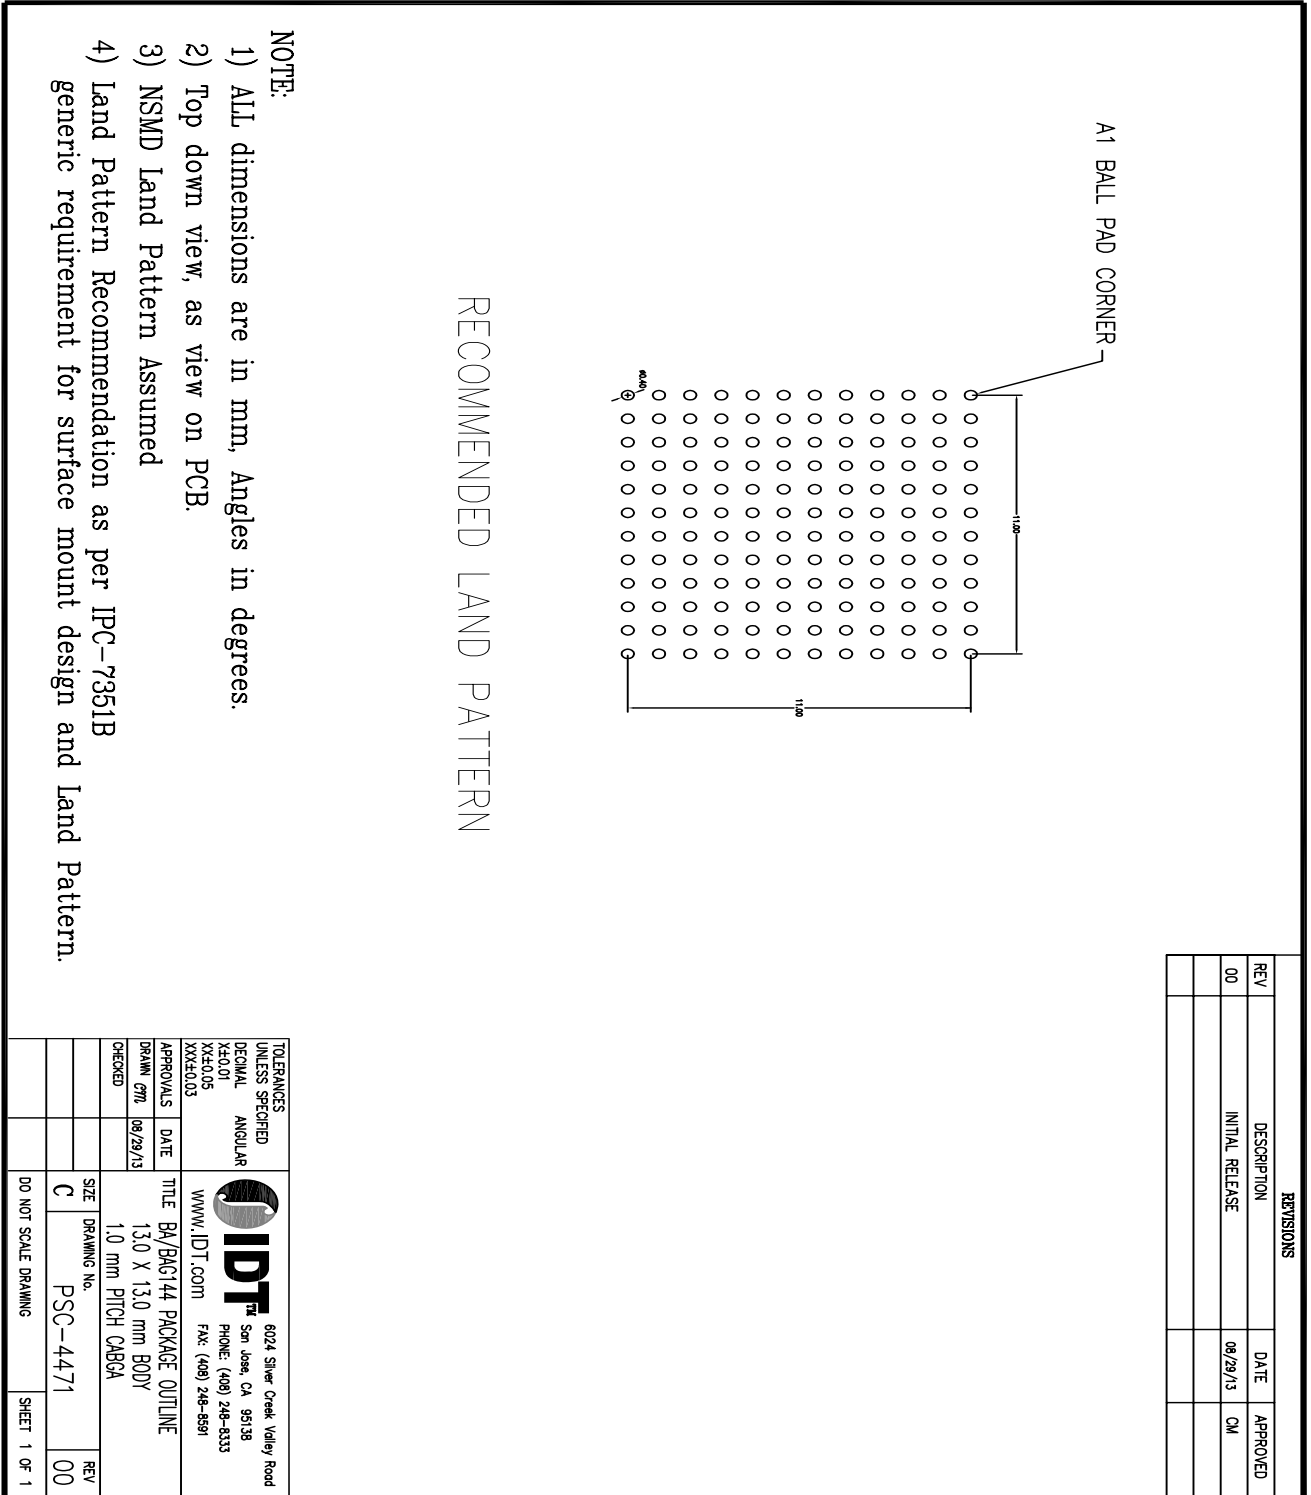 REVISIONS
REV DESCRIPTION DATE APPROVED
00 INITIAL RELEASE 08/29/13 CM
A1 BALL PAD CORNER
11.00
11.00
ø0.40
RECOMMENDED LAND PATTERN
NOTE:
1) ALL dimensions are in mm, Angles in degrees.
2) Top down view, as view on PCB.
3) NSMD Land Pattern Assumed
4) Land Pattern Recommendation as per IPC-7351B
generic requirement for surface mount design and Land Pattern.
TOLERANCES
UNLESS SPECIFIED
DECIMAL ANGULAR
X±0.01
XX±0.05
XXX±0.03
APPROVALS DATE
DRAWN CM 08/29/13
CHECKED
IDT™
www.IDT.com
6024 Silver Creek Valley Road
San Jose, CA 95138
PHONE: (408) 248-8333
FAX: (408) 248-8591
TITLE BA/BAG144 PACKAGE OUTLINE
13.0 X 13.0 mm BODY
1.0 mm PITCH CABGA
SIZE DRAWING No. REV
C PSC-4471 00
DO NOT SCALE DRAWING SHEET 1 OF 1